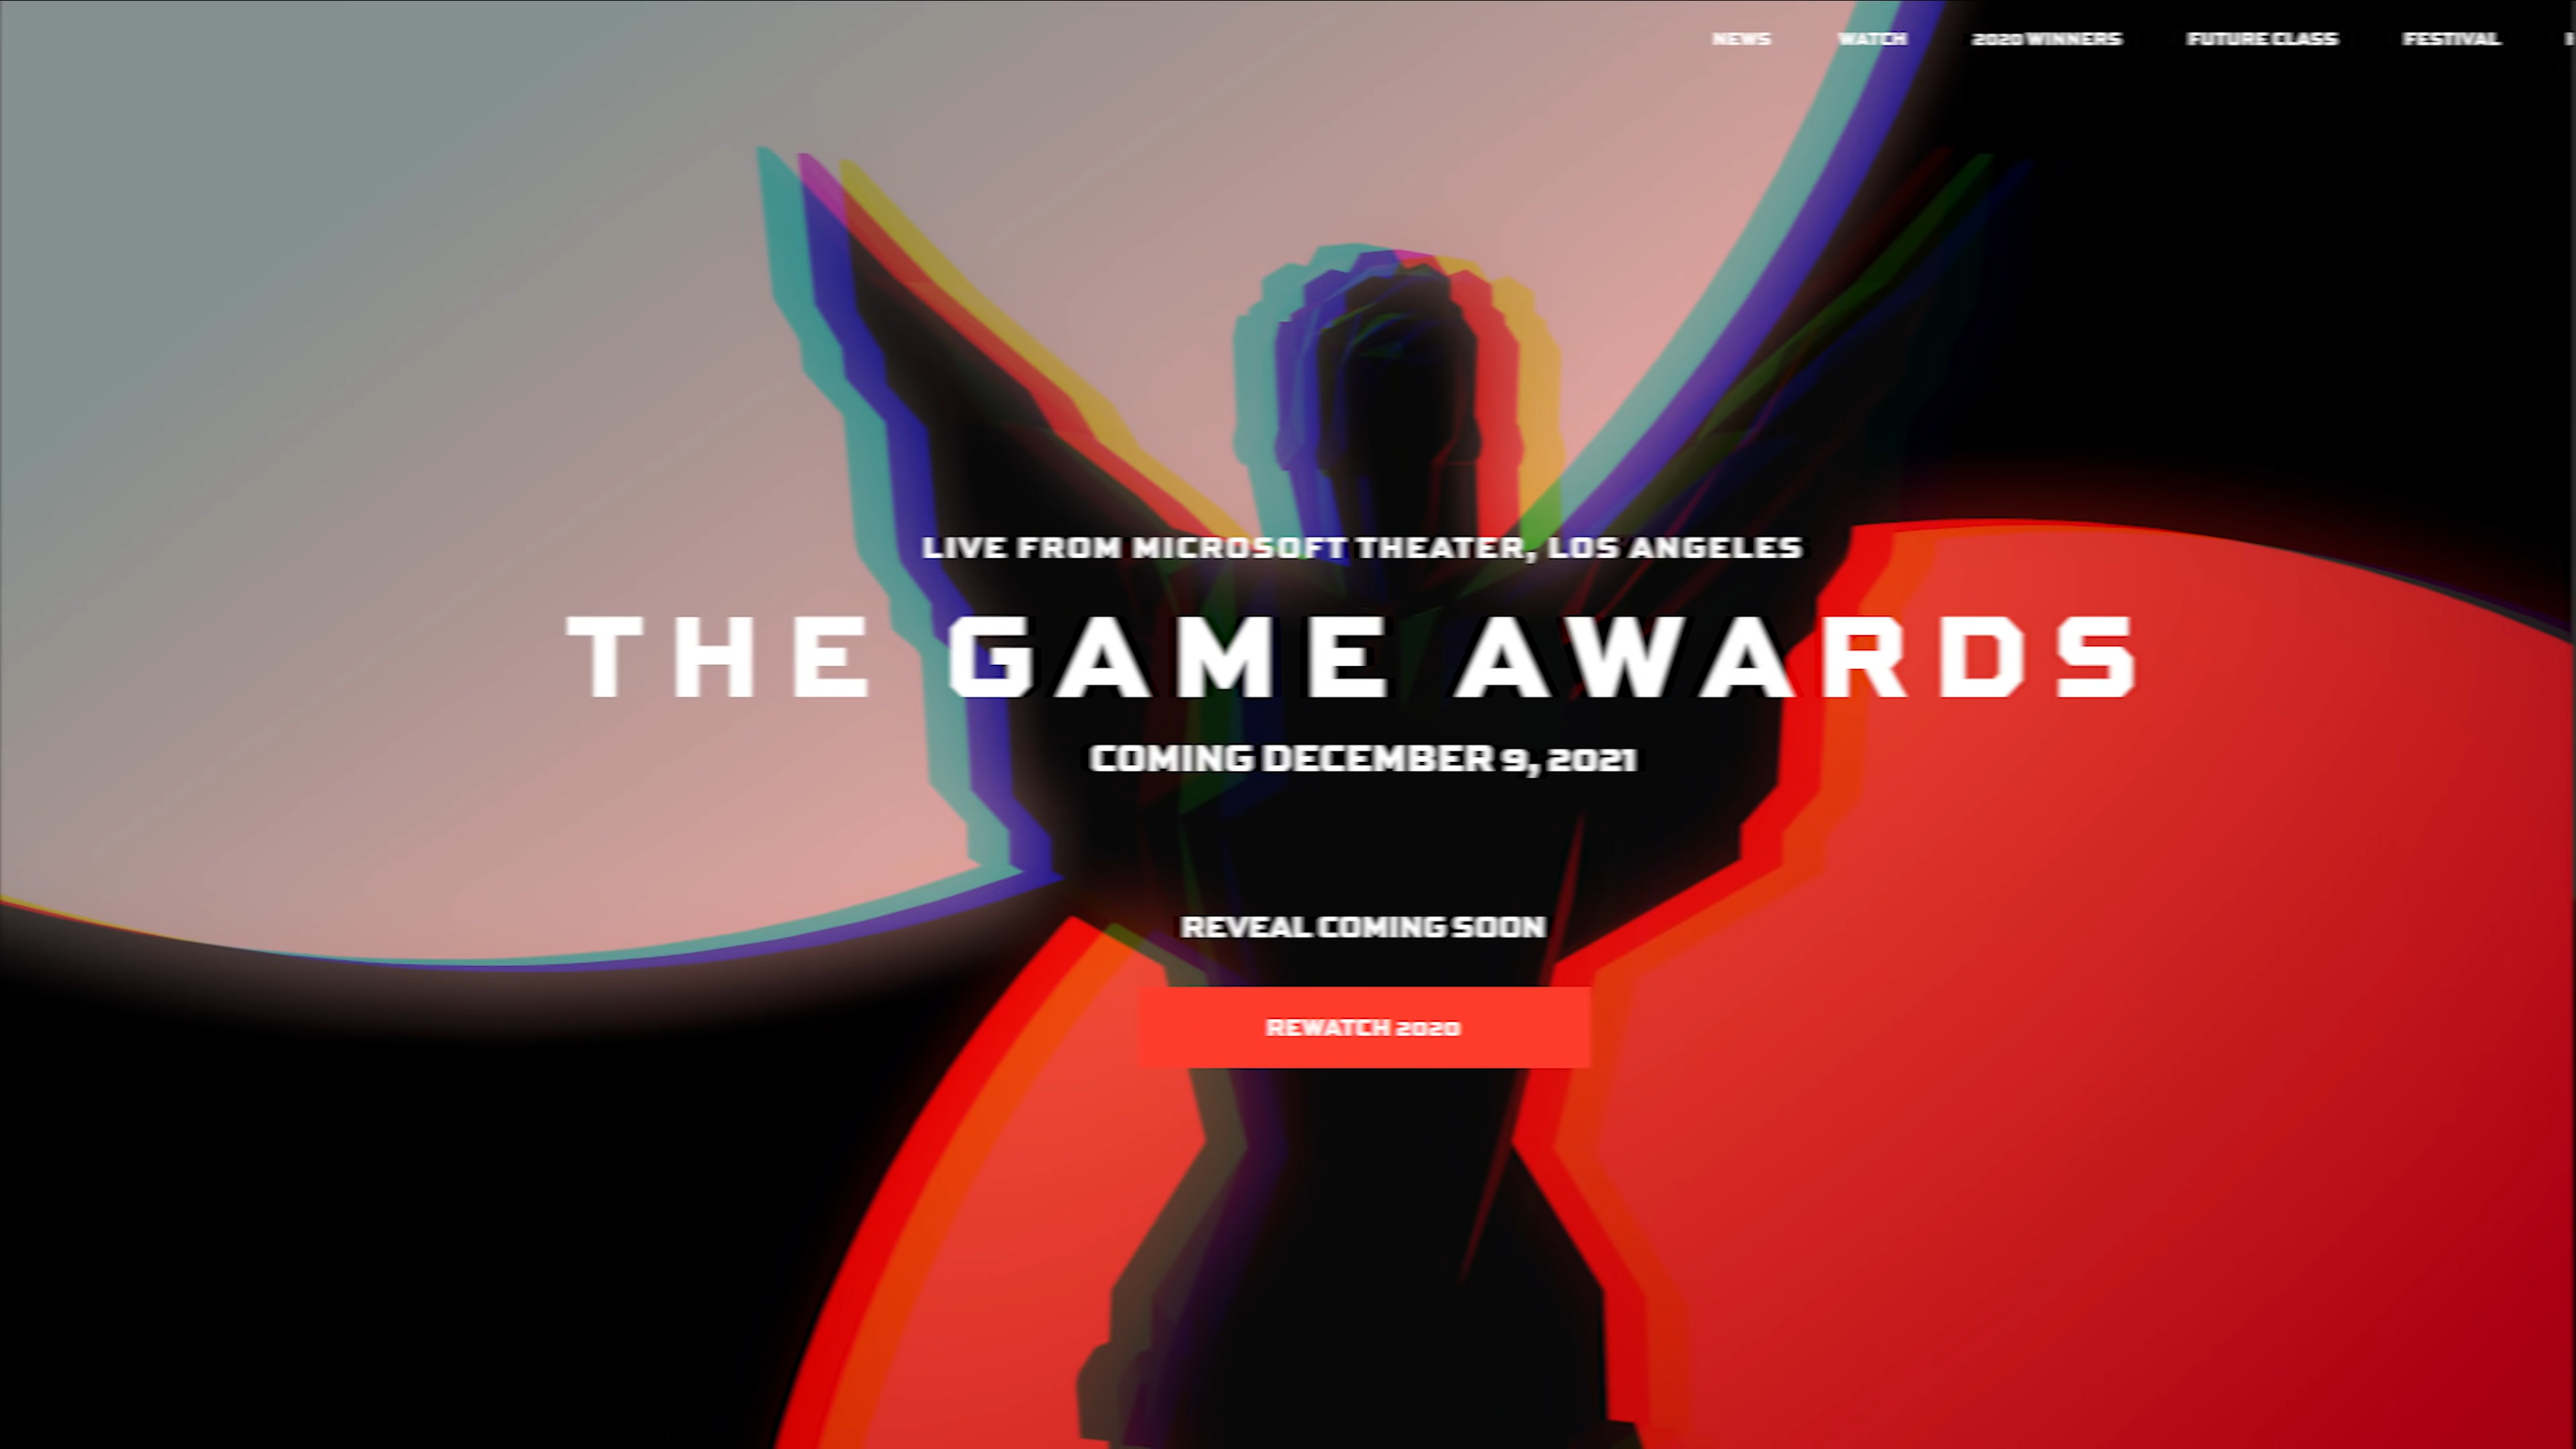 NEWS WATCH 2020 WINNERS FUTURE CLASS FESTIVAL
LIVE FROM MICROSOFT THEATER, LOS ANGELES
THE GAME AWARDS
COMING DECEMBER 9, 2021
REVEAL COMING SOON
REWATCH 2020